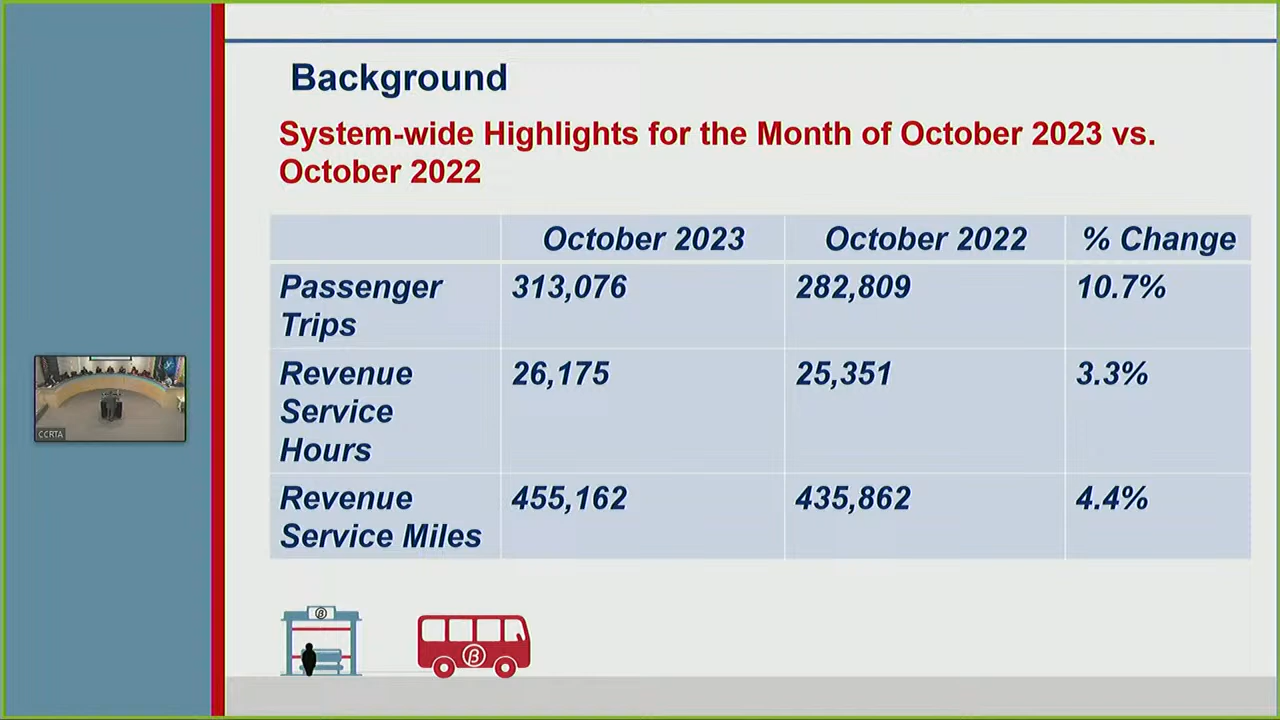 Background
System-wide Highlights for the Month of October 2023 vs.
October 2022
October 2023 October 2022 % Change
Passenger Trips 313,076 282,809 10.7%
Revenue Service Hours 26,175 25,351 3.3%
Revenue Service Miles 455,162 435,862 4.4%
CCRTA
ß
ß